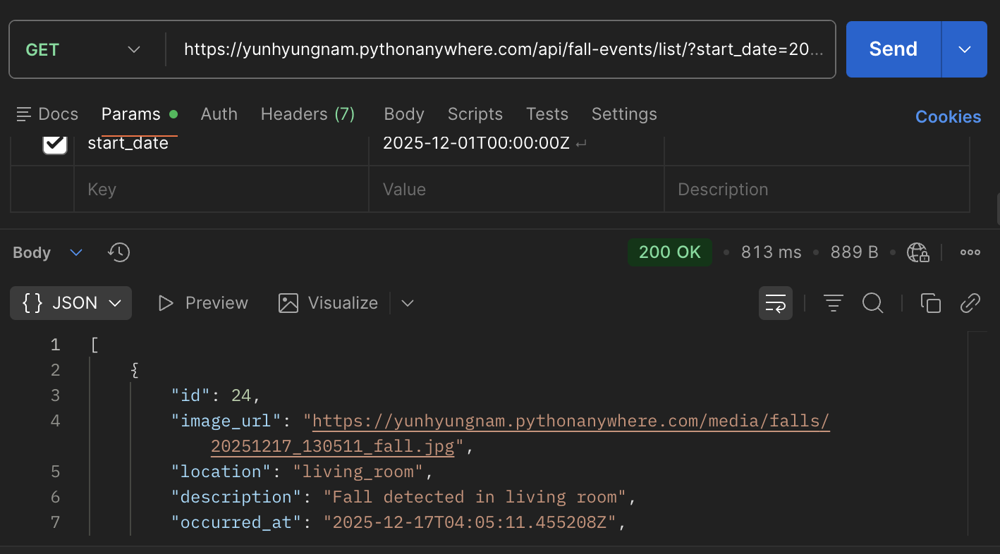 GET https://yunhyungnam.pythonanywhere.com/api/fall-events/list/?start_date=20... Send
Docs Params Auth Headers (7) Body Scripts Tests Settings Cookies
start_date 2025-12-01T00:00:00Z
Key Value Description
Body 200 OK 813 ms 889 B
{} JSON Preview Visualize
1 [
2 {
3 "id": 24,
4 "image_url": "https://yunhyungnam.pythonanywhere.com/media/falls/
20251217_130511_fall.jpg",
5 "location": "living_room",
6 "description": "Fall detected in living room",
7 "occurred_at": "2025-12-17T04:05:11.455208Z",